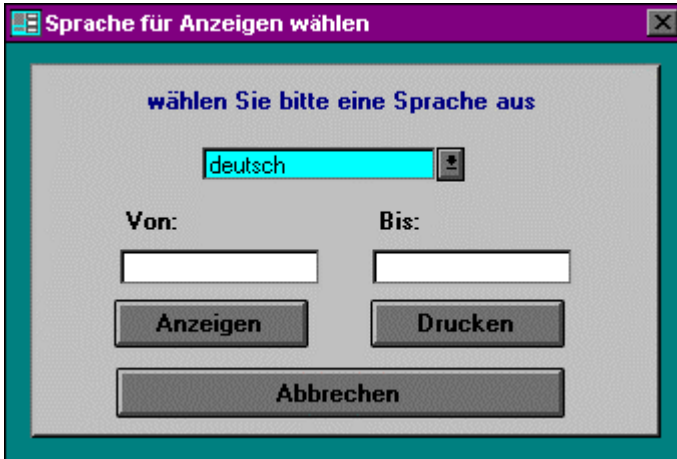 Sprache für Anzeigen wählen
wählen Sie bitte eine Sprache aus
deutsch
Von: Bis:
Anzeigen Drucken
Abbrechen